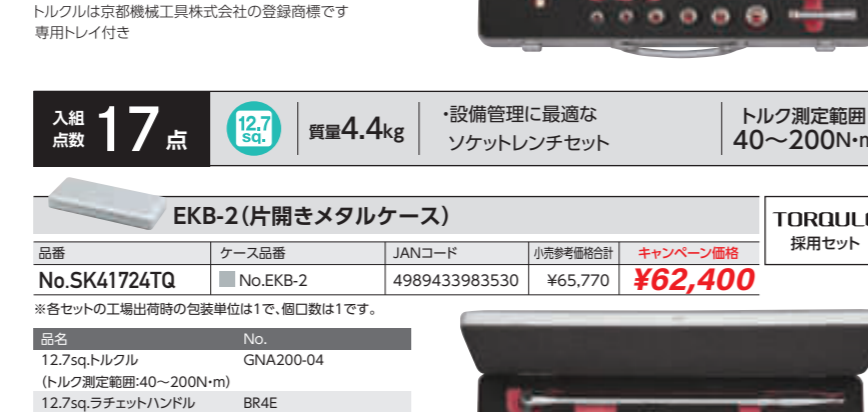 トルクルは京都機械工具株式会社の登録商標です
専用トレイ付き
入組点数 17点
12.7sq.
質量4.4kg
・設備管理に最適な
ソケットレンチセット
トルク測定範囲
40～200N・m
EKB-2（片開きメタルケース）
TORQULE
採用セット
品番 ケース品番 JANコード 小売参考価格合計 キャンペーン価格
No.SK41724TQ No.EKB-2 4989433983530 ¥65,770 ¥62,400
※各セットの工場出荷時の包装単位は1で、個口数は1です。
品名 No.
12.7sq.トルクル GNA200-04
(トルク測定範囲:40～200N・m)
12.7sq.ラチェットハンドル BR4E